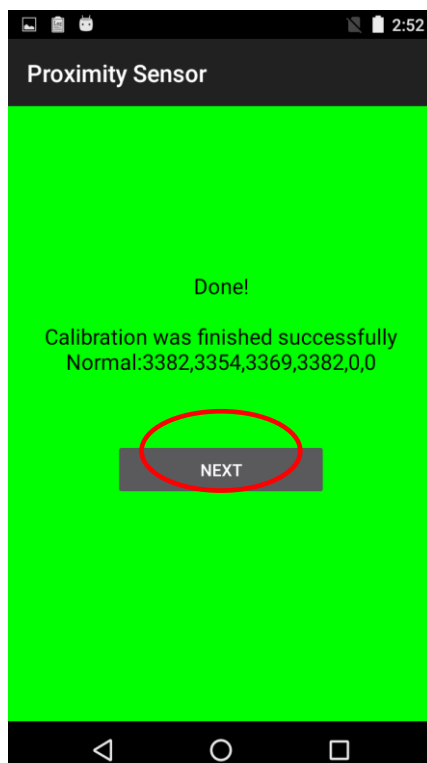 2:52
Proximity Sensor
Done!
Calibration was finished successfully
Normal:3382,3354,3369,3382,0,0
NEXT